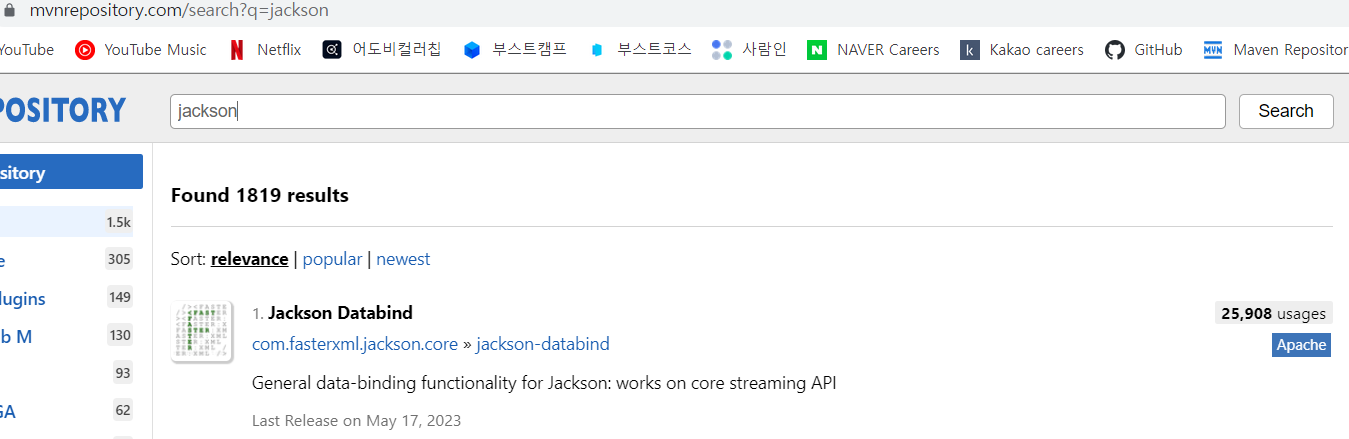 mvnrepository.com/search?q=jackson
YouTube YouTube Music Netflix 어도비컬러칩 부스트캠프 부스트코스 사람인 NAVER Careers Kakao careers GitHub Maven Repositor
POSITORY jackson Search
sitory
Found 1819 results
1.5k
e 305
Sort: relevance | popular | newest
lugins 149
1. Jackson Databind 25,908 usages
b M 130
com.fasterxml.jackson.core » jackson-databind Apache
93
General data-binding functionality for Jackson: works on core streaming API
GA 62
Last Release on May 17, 2023